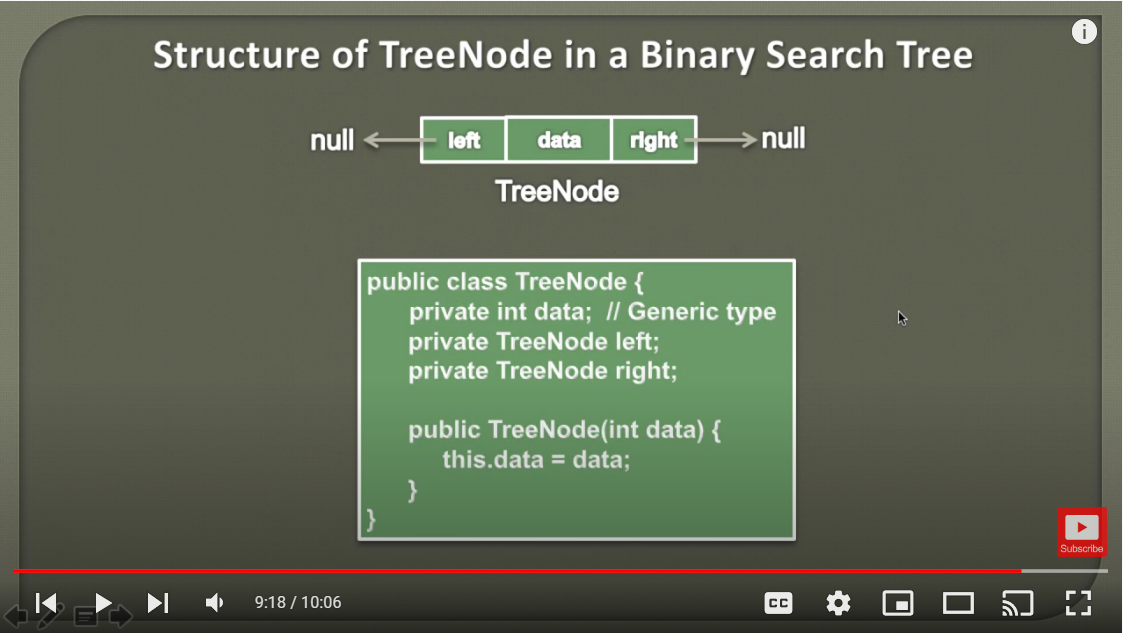 Structure of TreeNode in a Binary Search Tree
null left data right null
TreeNode
public class TreeNode {
private int data; // Generic type
private TreeNode left;
private TreeNode right;
public TreeNode(int data) {
this.data = data;
}
}
Subscribe
9:18 / 10:06
CC